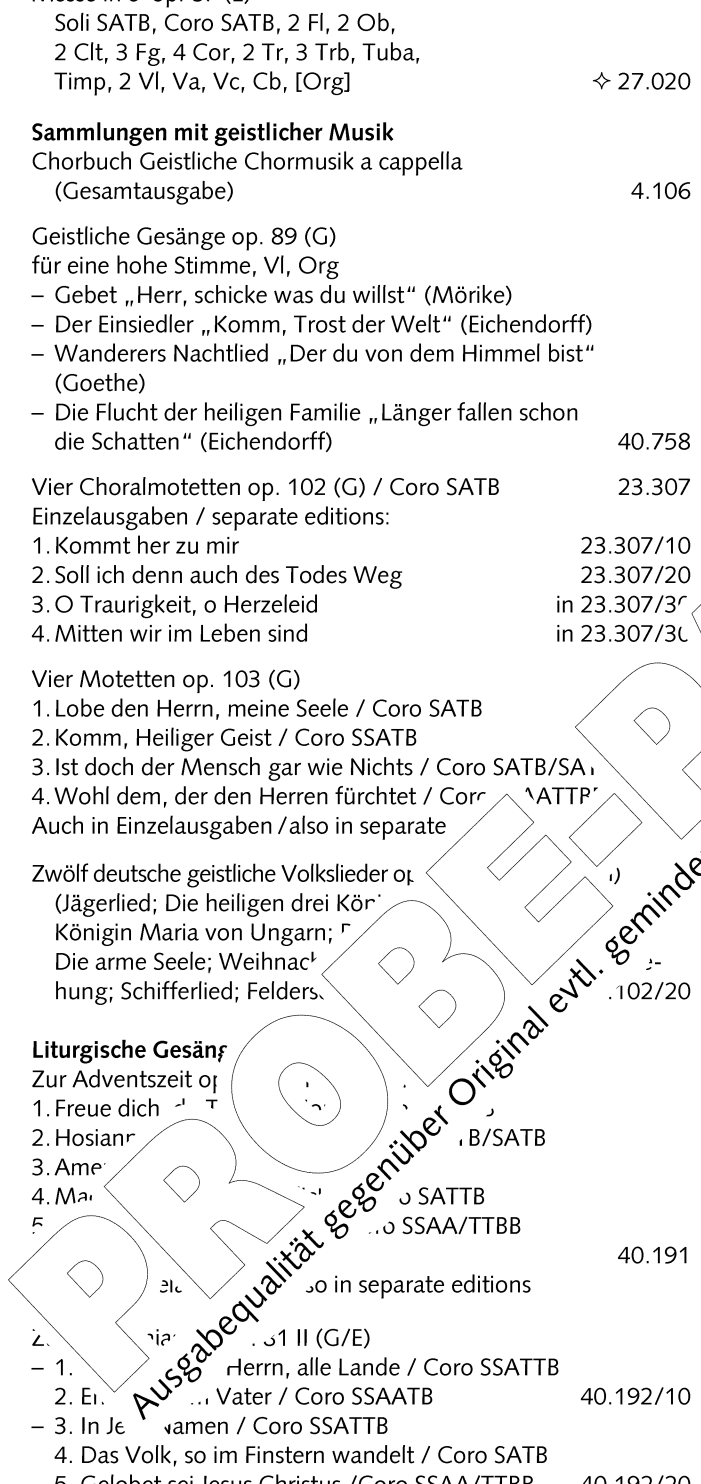 Soli SATB, Coro SATB, 2 Fl, 2 Ob,
2 Clt, 3 Fg, 4 Cor, 2 Tr, 3 Trb, Tuba,
Timp, 2 Vl, Va, Vc, Cb, [Org] ✧ 27.020
Sammlungen mit geistlicher Musik
Chorbuch Geistliche Chormusik a cappella
(Gesamtausgabe) 4.106
Geistliche Gesänge op. 89 (G)
für eine hohe Stimme, Vl, Org
– Gebet „Herr, schicke was du willst“ (Mörike)
– Der Einsiedler „Komm, Trost der Welt“ (Eichendorff)
– Wanderers Nachtlied „Der du von dem Himmel bist“
(Goethe)
– Die Flucht der heiligen Familie „Länger fallen schon
die Schatten“ (Eichendorff) 40.758
Vier Choralmotetten op. 102 (G) / Coro SATB 23.307
Einzelausgaben / separate editions:
1. Kommt her zu mir 23.307/10
2. Soll ich denn auch des Todes Weg 23.307/20
3. O Traurigkeit, o Herzeleid in 23.307/30
4. Mitten wir im Leben sind in 23.307/30
Vier Motetten op. 103 (G)
1. Lobe den Herrn, meine Seele / Coro SATB
2. Komm, Heiliger Geist / Coro SSATB
3. Ist doch der Mensch gar wie Nichts / Coro SATB/
4. Wohl dem, der den Herren fürchtet / Coro
Auch in Einzelausgaben / also in separate
Zwölf deutsche geistliche Volkslieder op
(Jägerlied; Die heiligen drei
Königin Maria von Ungarn;
Die arme Seele;
hung; Schifferlied; .102/20
Liturgische
Zur Adventszeit op
1. Freue dich
2. B/SATB
3.
4. SATTB
5. SSAA/TTBB
40.191
so in separate editions
II (G/E)
– 1. Herrn, alle Lande / Coro SSATTB
2. Vater / Coro SSAATB 40.192/10
– 3. In Namen / Coro SSATTB
4. Das Volk, so im Finstern wandelt / Coro SATB
5. Gelobet sei Jesus Christus /Coro SSAA/TTBB 40.192/20
PROBE-P
Ausgabequalität gegenüber Original evtl. geminde